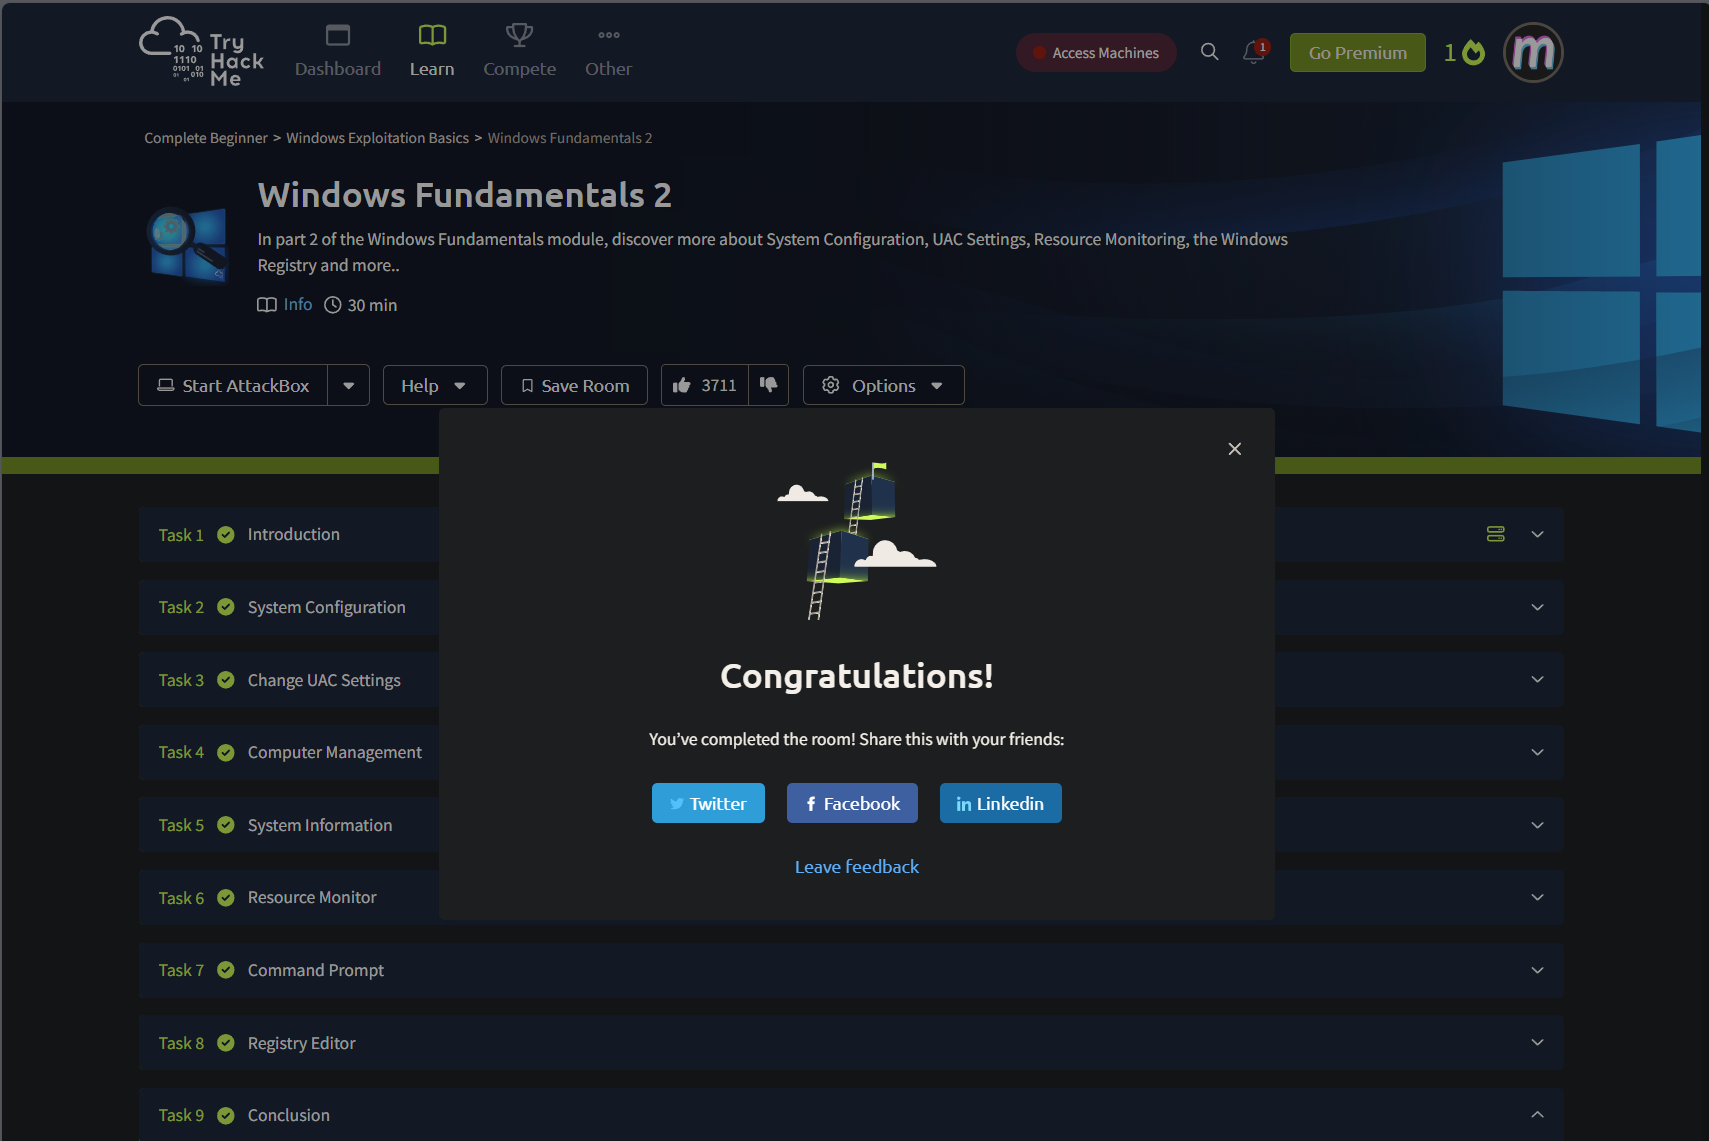 Try
Hack
Me
10 10
1110
0101 01
01 010
Dashboard
Learn
Compete
Other
Access Machines
1
Go Premium
1
m
Complete Beginner > Windows Exploitation Basics > Windows Fundamentals 2
Windows Fundamentals 2
In part 2 of the Windows Fundamentals module, discover more about System Configuration, UAC Settings, Resource Monitoring, the Windows
Registry and more..
Info 30 min
Start AttackBox
Help
Save Room
3711
Options
Congratulations!
You've completed the room! Share this with your friends:
Twitter
Facebook
in Linkedin
Leave feedback
Task 1 Introduction
Task 2 System Configuration
Task 3 Change UAC Settings
Task 4 Computer Management
Task 5 System Information
Task 6 Resource Monitor
Task 7 Command Prompt
Task 8 Registry Editor
Task 9 Conclusion